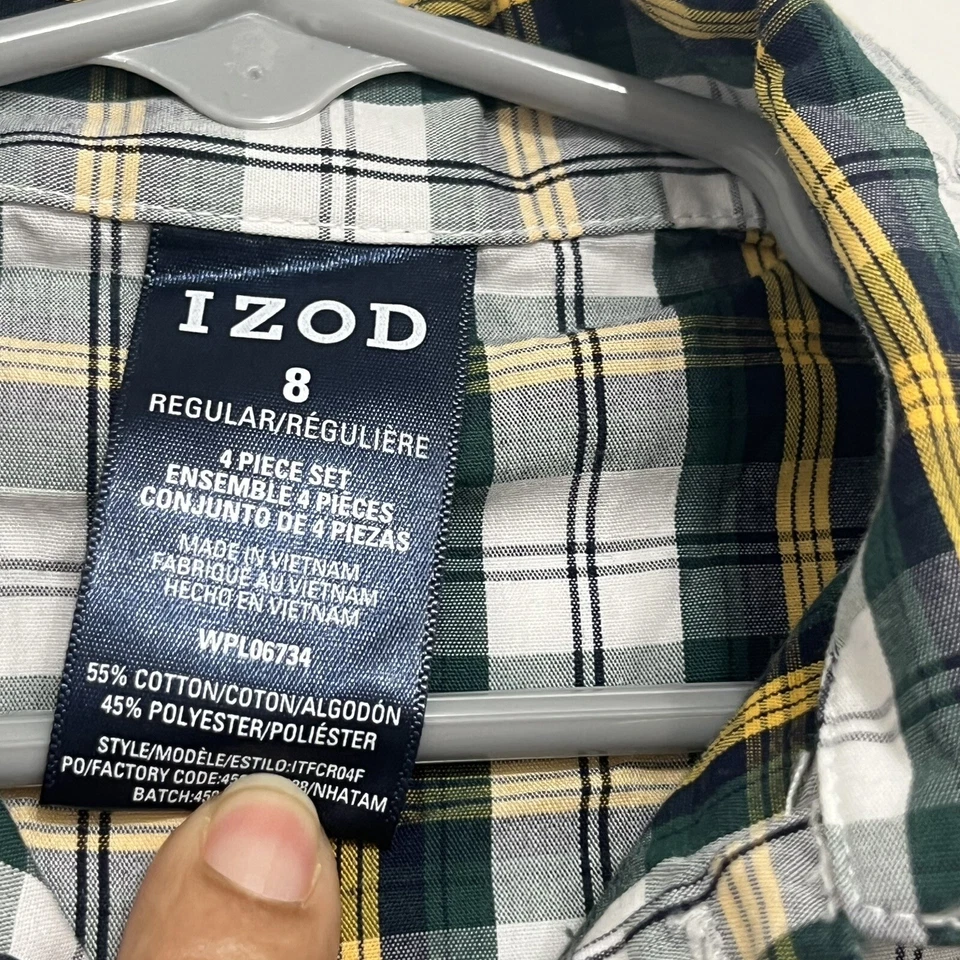 IZOD
8
REGULAR/RÉGULIÈRE
4 PIECE SET
ENSEMBLE 4 PIÈCES
CONJUNTO DE 4 PIEZAS
MADE IN VIETNAM
FABRIQUÉ AU VIETNAM
HECHO EN VIETNAM
WPL06734
55% COTTON/COTON/ALGODÓN
45% POLYESTER/POLIÉSTER
STYLE/MODÈLE/ESTILO:ITFCR04F
PO/FACTORY CODE:
/NHATAM
BATCH: